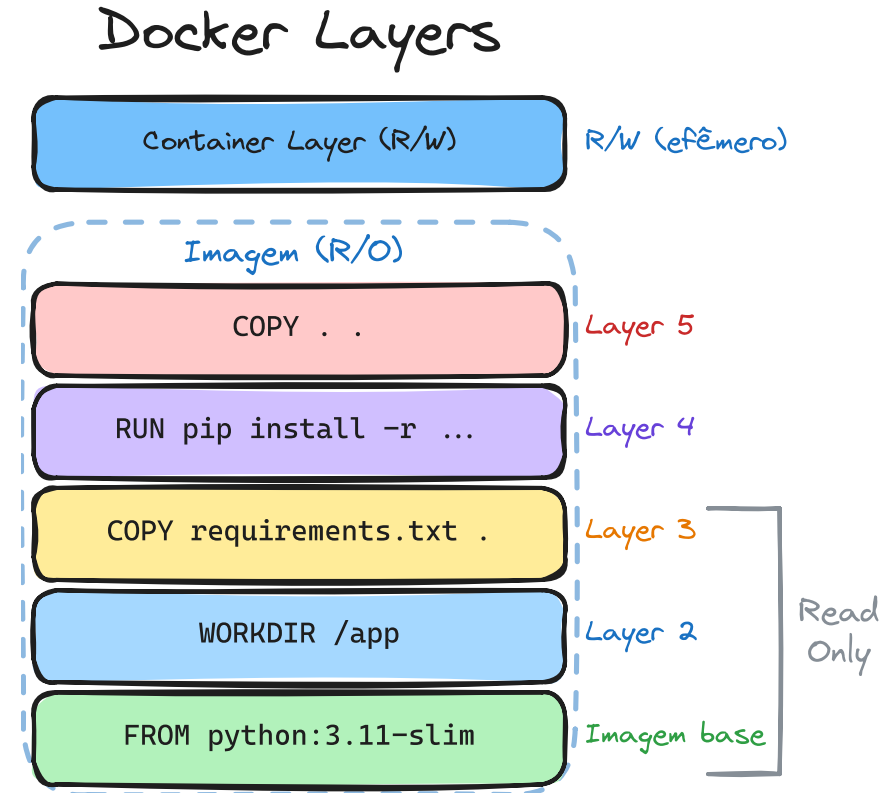 Docker Layers
Container Layer (R/W)
R/W (efêmero)
Imagem (R/O)
COPY . .
Layer 5
RUN pip install -r ...
Layer 4
COPY requirements.txt .
Layer 3
WORKDIR /app
Layer 2
Read
Only
FROM python:3.11-slim
Imagem base